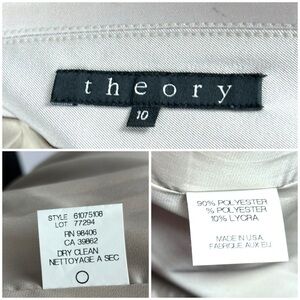 theory
10
STYLE 61075108
LOT 77294
RN 98406
CA 39862
DRY CLEAN
NETTOYAGE A SEC
90% POLYESTER
% POLYESTER
10% LYCRA
MADE IN U.S.A.
FABRIQUE AUX EU